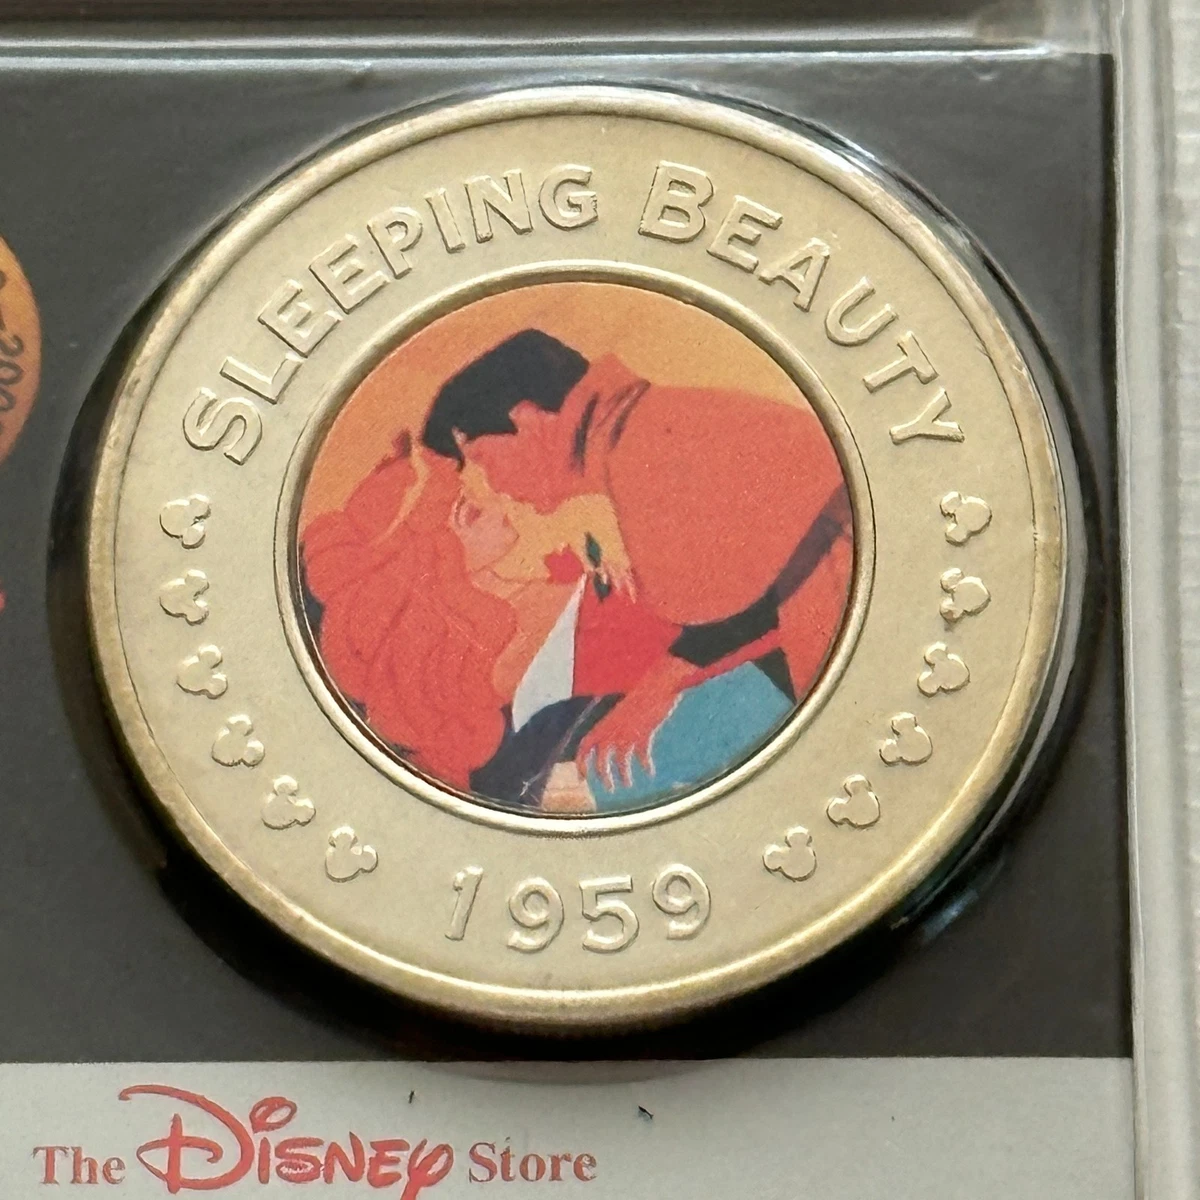 SLEEPING BEAUTY
1959
The DISNEY Store